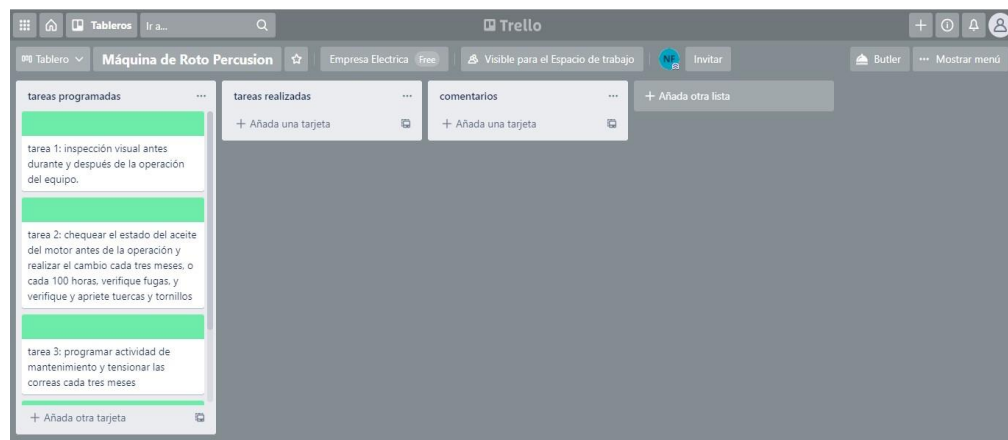 Tableros
Ir a...
Trello
Tablero
Máquina de Roto Percusion
Empresa Electrica
Free
Visible para el Espacio de trabajo
NF
Invitar
Butler
Mostrar menú
tareas programadas
tarea 1: inspección visual antes
durante y después de la operación
del equipo.
tarea 2: chequear el estado del aceite
del motor antes de la operación y
realizar el cambio cada tres meses, o
cada 100 horas. verifique fugas. y
verifique y apriete tuercas y tornillos
tarea 3: programar actividad de
mantenimiento y tensionar las
correas cada tres meses
+ Añada otra tarjeta
tareas realizadas
+ Añada una tarjeta
comentarios
+ Añada una tarjeta
+ Añada otra lista